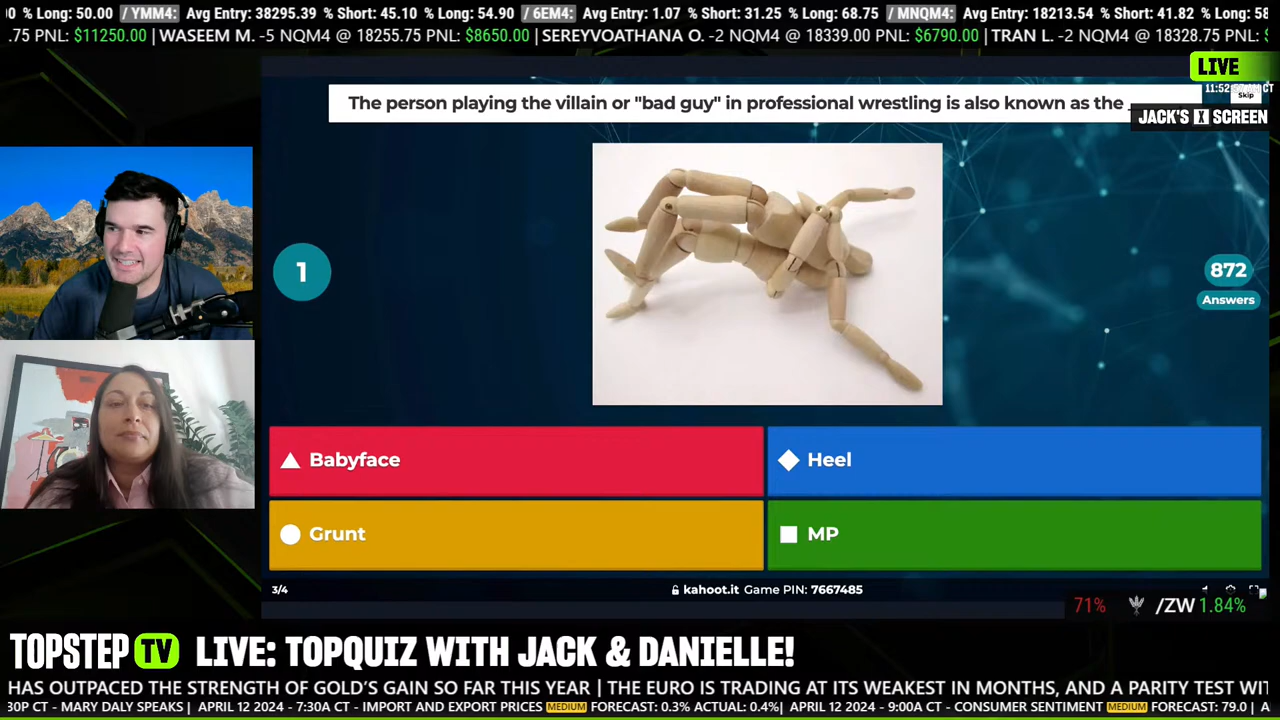 0 % Long: 50.00 / YMM4: Avg Entry: 38295.39 % Short: 45.10 % Long: 54.90 / 6EM4: Avg Entry: 1.07 % Short: 31.25 % Long: 68.75 / MNQM4: Avg Entry: 18213.54 % Short: 41.82 % Long: 58
.75 PNL: $11250.00 | WASEEM M. -5 NQM4 @ 18255.75 PNL: $8650.00 | SEREYVOATHANA O. -2 NQM4 @ 18339.00 PNL: $6790.00 | TRAN L. -2 NQM4 @ 18328.75 PNL:
LIVE
Skip
JACK'S X SCREEN
The person playing the villain or "bad guy" in professional wrestling is also known as the
1
872
Answers
Babyface
Heel
Grunt
MP
3/4
kahoot.it Game PIN: 7667485
71% /ZW 1.84%
TOPSTEP TV LIVE: TOPQUIZ WITH JACK & DANIELLE!
HAS OUTPACED THE STRENGTH OF GOLD'S GAIN SO FAR THIS YEAR | THE EURO IS TRADING AT ITS WEAKEST IN MONTHS, AND A PARITY TEST WIT
30P CT - MARY DALY SPEAKS | APRIL 12 2024 - 7:30A CT - IMPORT AND EXPORT PRICES MEDIUM FORECAST: 0.3% ACTUAL: 0.4% | APRIL 12 2024 - 9:00A CT - CONSUMER SENTIMENT MEDIUM FORECAST: 79.0 | A